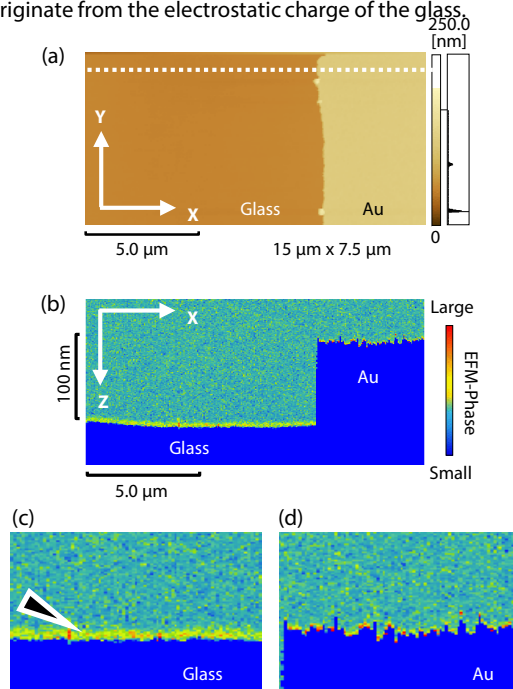 riginate from the electrostatic charge of the glass.
250.0
[nm]
(a)
Y
X
Glass
Au
0
5.0 μm
15 μm x 7.5 μm
(b)
X
Z
100 nm
Au
Glass
5.0 μm
Large
EFM-Phase
Small
(c)
(d)
Glass
Au